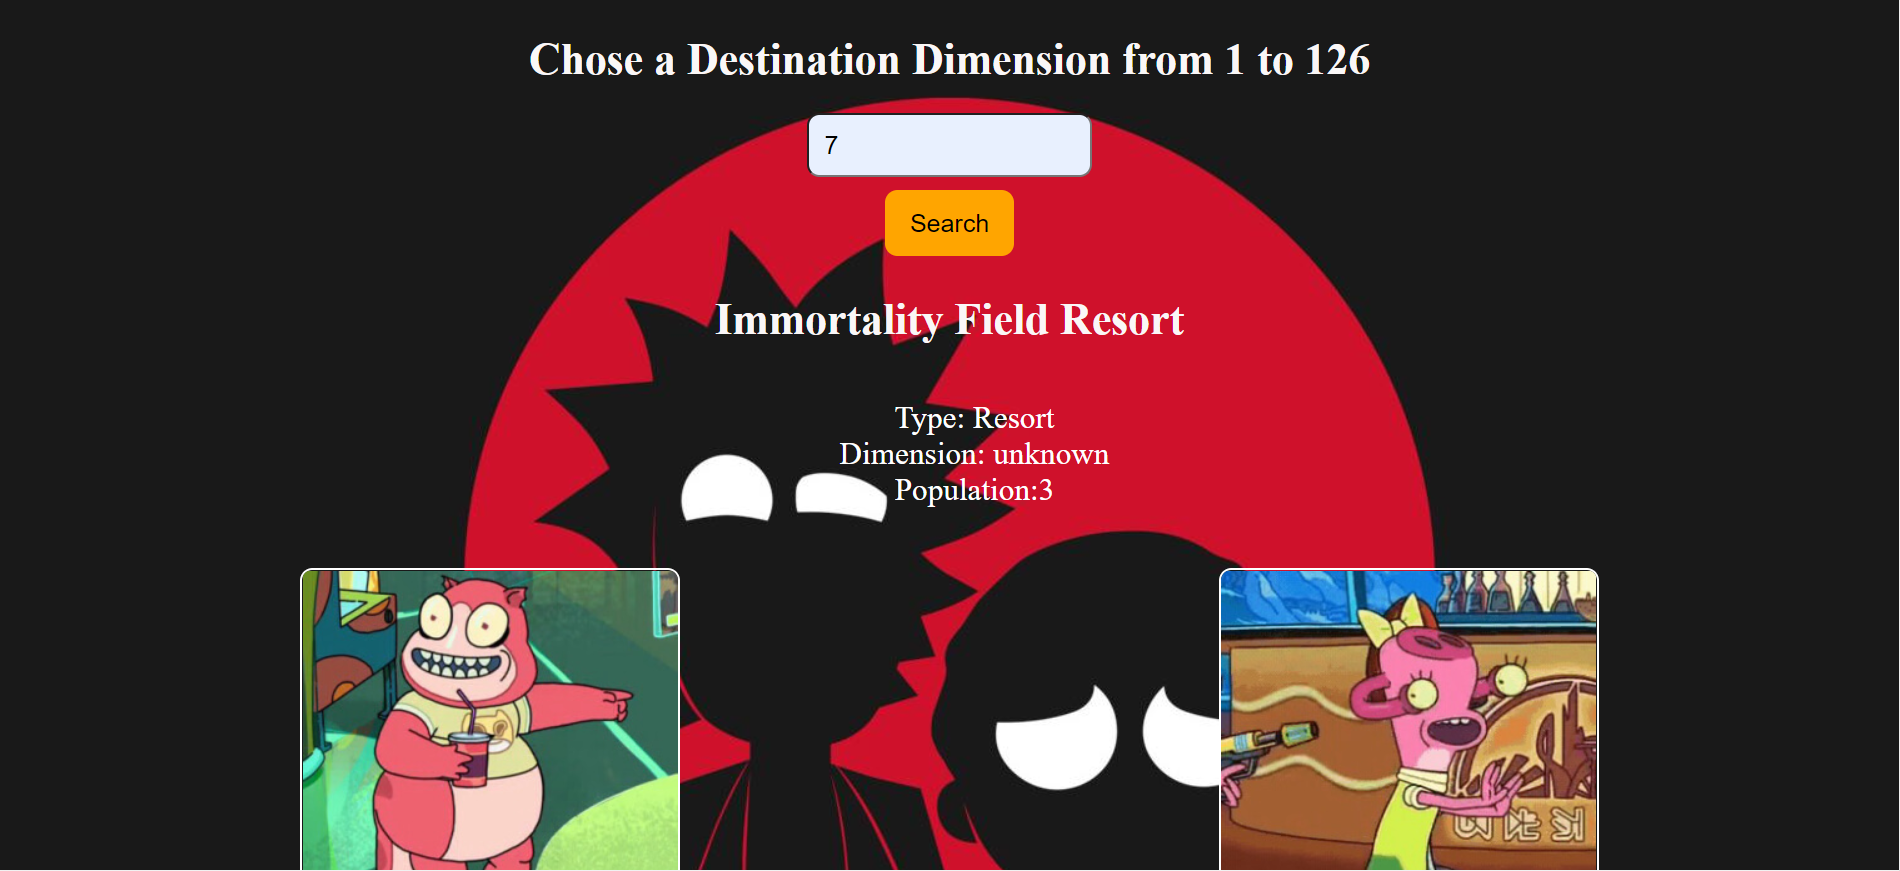 Chose a Destination Dimension from 1 to 126
7
Search
Immortality Field Resort
Type: Resort
Dimension: unknown
Population:3